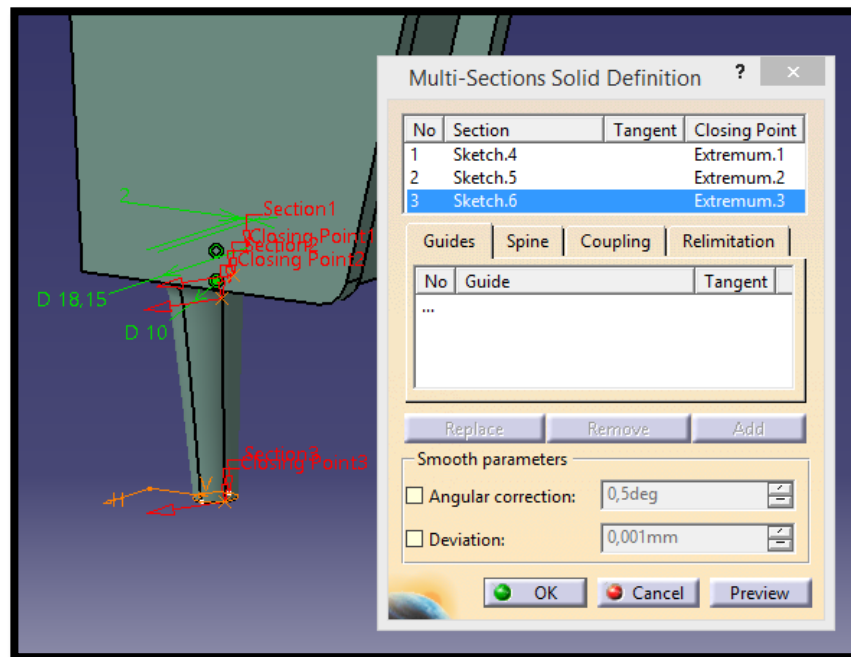 Multi-Sections Solid Definition ? ×
No Section Tangent Closing Point
1 Sketch.4 Extremum.1
2 Sketch.5 Extremum.2
3 Sketch.6 Extremum.3
Guides Spine Coupling Relimitation
No Guide Tangent
...
Replace Remove Add
Smooth parameters
Angular correction: 0,5deg
Deviation: 0,001mm
OK Cancel Preview
Section1
Closing Point1
Section2
Closing Point2
D 18,15
D 10
Section3
Closing Point3
H
V